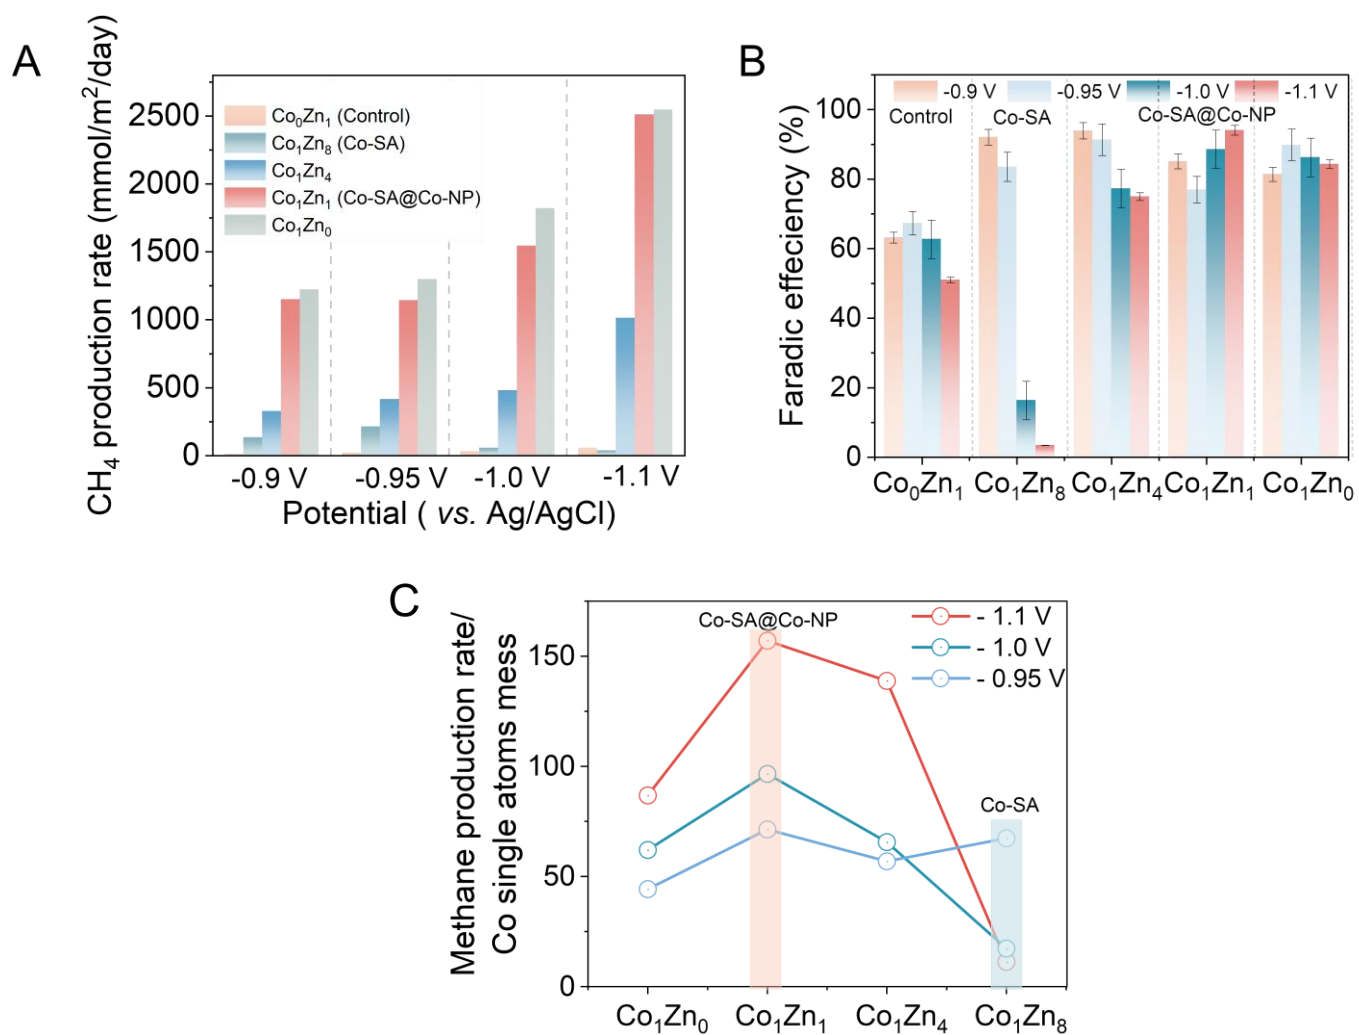 A
CH₄ production rate (mmol/m²/day)
2500
2000
1500
1000
500
0
Co₀Zn₁ (Control)
Co₁Zn₈ (Co-SA)
Co₁Zn₄
Co₁Zn₁ (Co-SA@Co-NP)
Co₁Zn₀
-0.9 V -0.95 V -1.0 V -1.1 V
Potential ( vs. Ag/AgCl)
B
Faradic effeciency (%)
100
80
60
40
20
0
-0.9 V -0.95 V -1.0 V -1.1 V
Control Co-SA Co-SA@Co-NP
Co₀Zn₁ Co₁Zn₈ Co₁Zn₄ Co₁Zn₁ Co₁Zn₀
C
Methane production rate/
Co single atoms mess
150
100
50
0
Co-SA@Co-NP
- 1.1 V
- 1.0 V
- 0.95 V
Co-SA
Co₁Zn₀ Co₁Zn₁ Co₁Zn₄ Co₁Zn₈